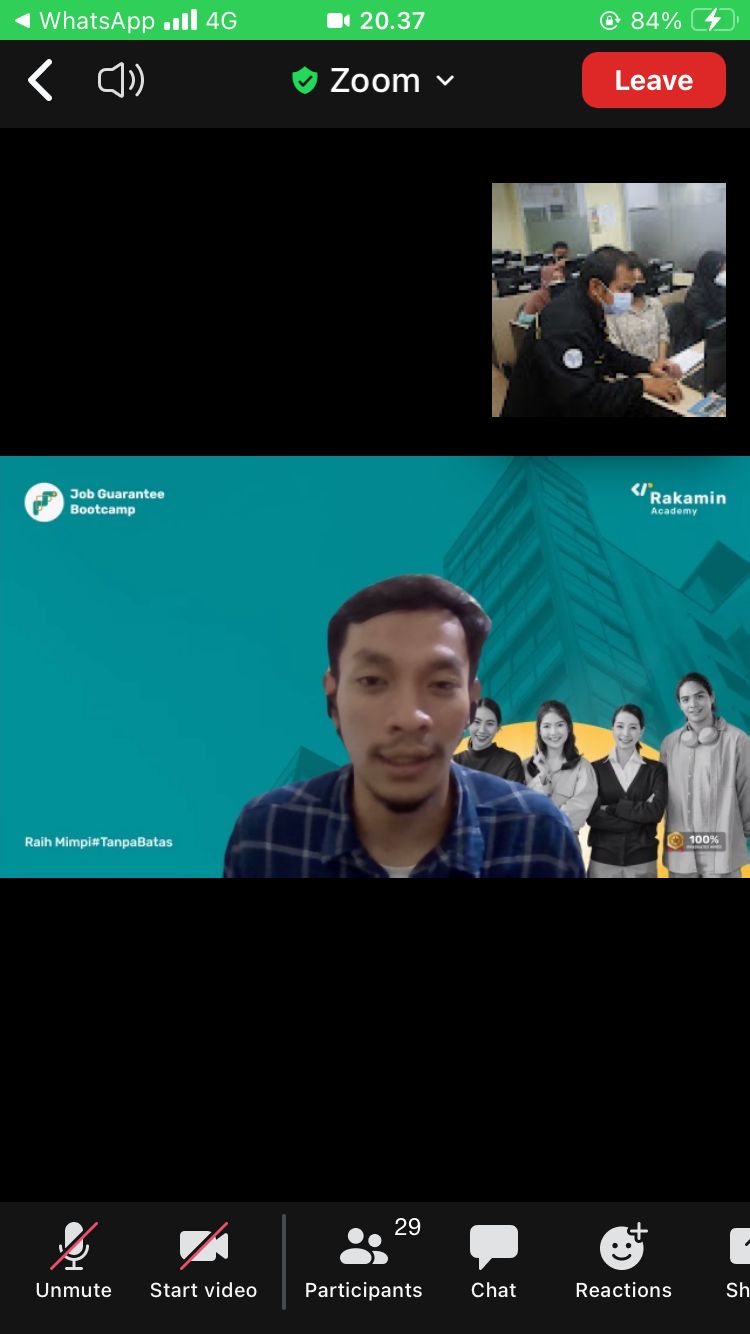 WhatsApp 4G 20.37 84%
Zoom
Leave
Job Guarantee
Bootcamp
Rakamin
Academy
Raih Mimpi#TanpaBatas
100%
29
Unmute Start video Participants Chat Reactions Sh